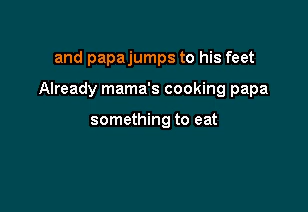 and papa jumps to his feet
Already mama's cooking papa
something to eat